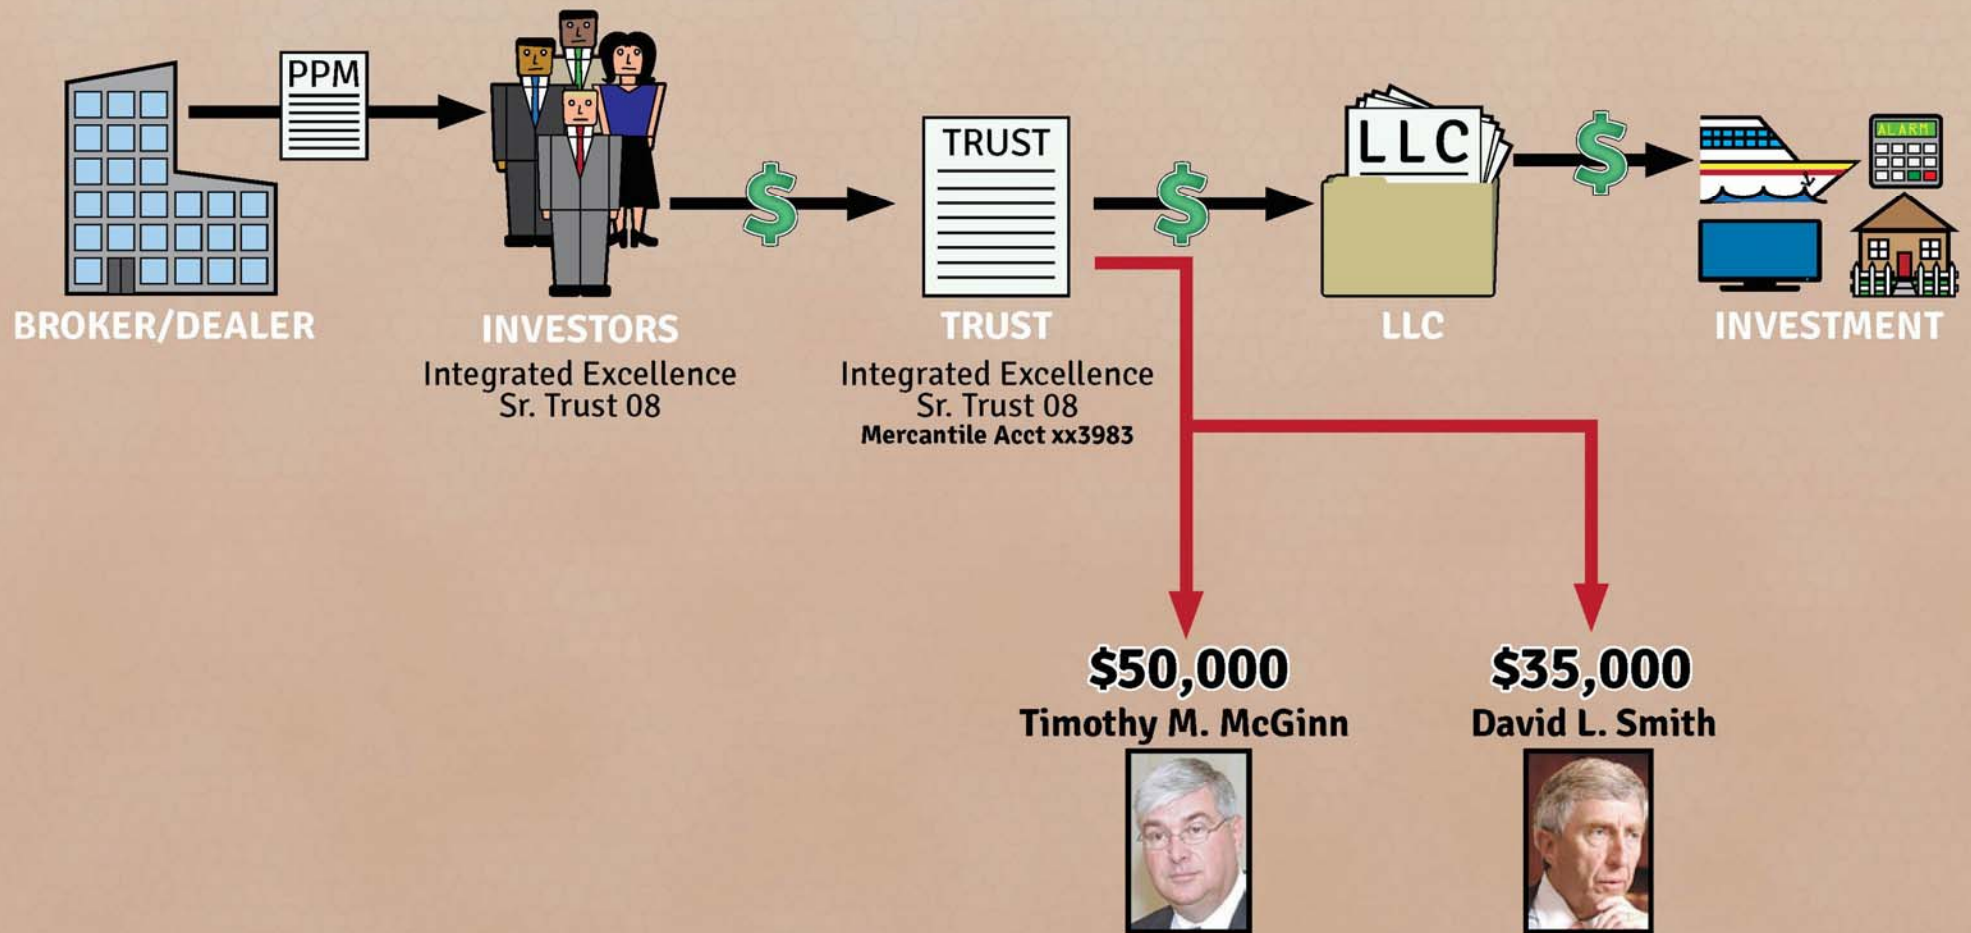 PPM
TRUST
LLC
ALARM
BROKER/DEALER
INVESTORS
Integrated Excellence
Sr. Trust 08
TRUST
Integrated Excellence
Sr. Trust 08
Mercantile Acct xx3983
LLC
INVESTMENT
$
$
$
$50,000
Timothy M. McGinn
$35,000
David L. Smith